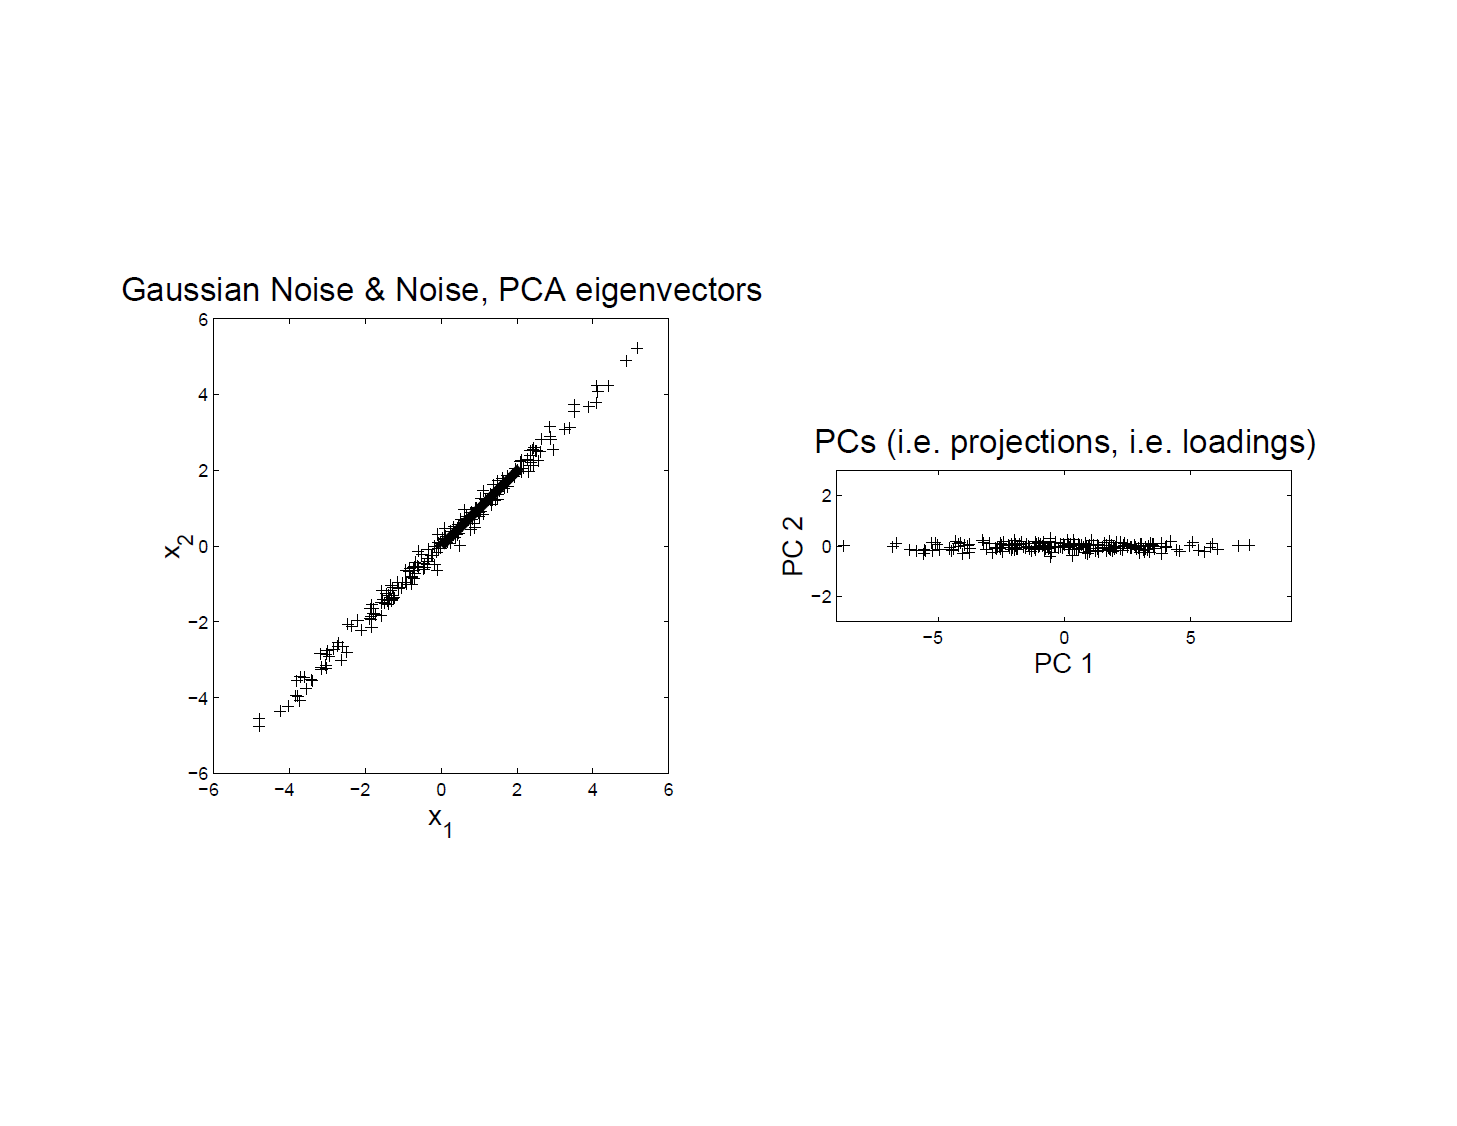 Gaussian Noise & Noise, PCA eigenvectors
6
4
2
0
−2
−4
−6
x2
−6 −4 −2 0 2 4 6
x1
PCs (i.e. projections, i.e. loadings)
2
0
−2
PC 2
−5 0 5
PC 1